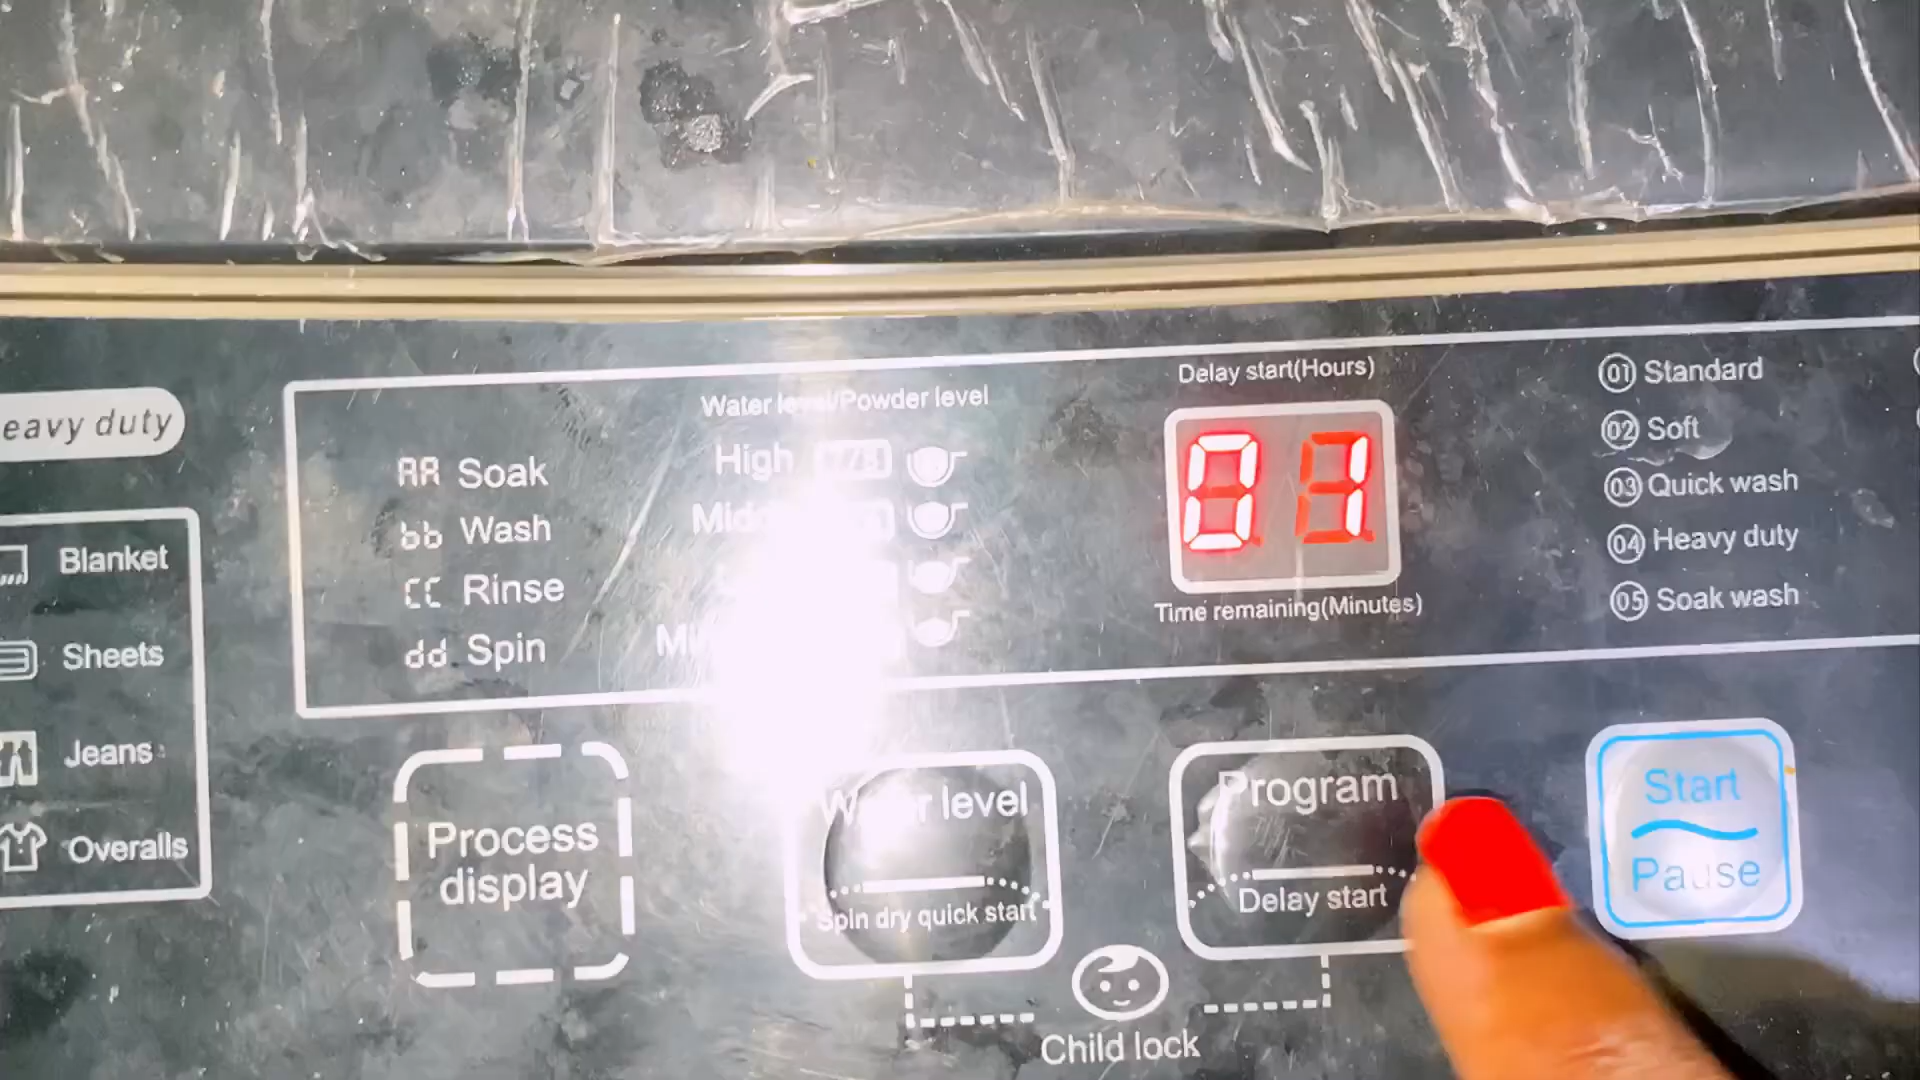 eavy duty
Blanket
Sheets
Jeans
Overalls
AA Soak
bb Wash
CC Rinse
dd Spin
Water level/Powder level
High
Delay start(Hours)
01
Time remaining(Minutes)
01 Standard
02 Soft
03 Quick wash
04 Heavy duty
05 Soak wash
Process
display
Water level
Spin dry quick start
Program
Delay start
Start
Pause
Child lock